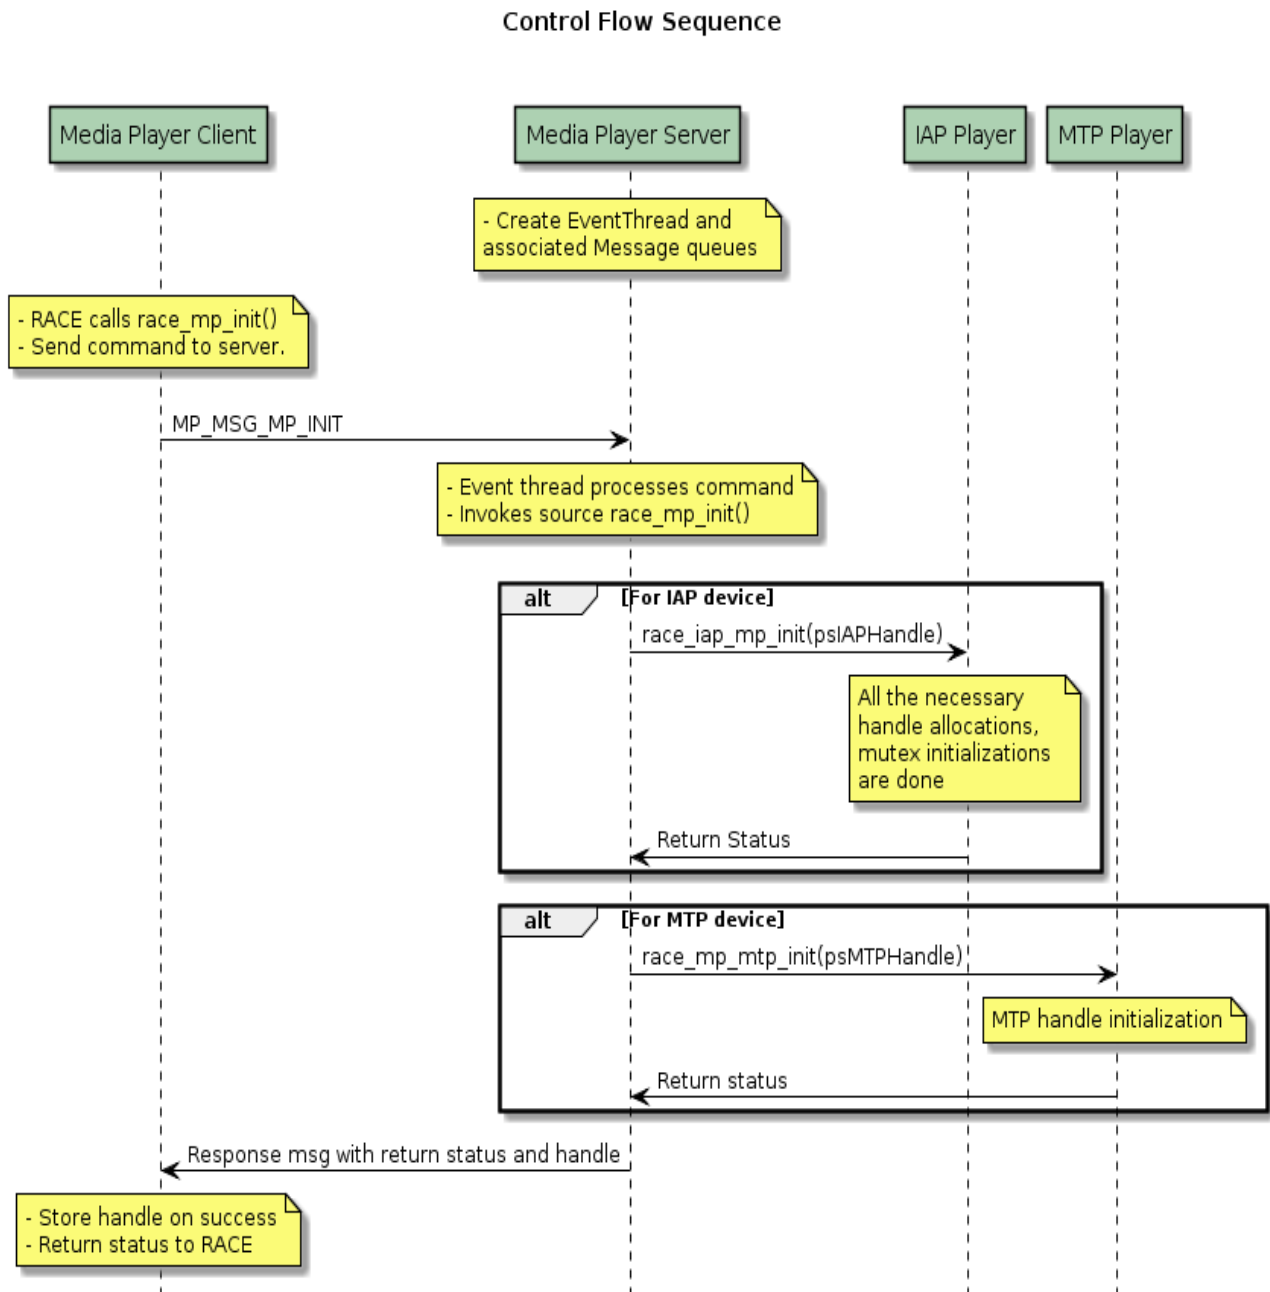 Control Flow Sequence
Media Player Client
Media Player Server
IAP Player
MTP Player
- Create EventThread and
associated Message queues
- RACE calls race_mp_init()
- Send command to server.
MP_MSG_MP_INIT
- Event thread processes command
- Invokes source race_mp_init()
alt
[For IAP device]
race_iap_mp_init(psIAPHandle)
All the necessary
handle allocations,
mutex initializations
are done
Return Status
alt
[For MTP device]
race_mp_mtp_init(psMTPHandle)
MTP handle initialization
Return status
Response msg with return status and handle
- Store handle on success
- Return status to RACE